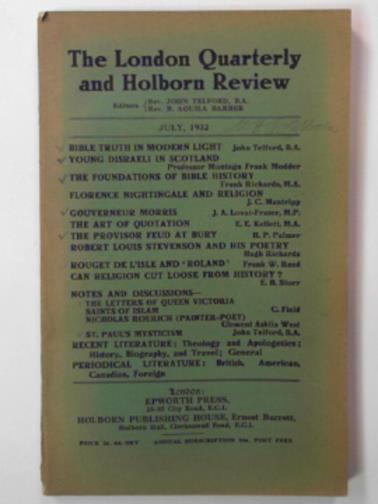 The London Quarterly
and Holborn Review
Editors { Rev. JOHN TELFORD, B.A.
Rev. R. AQUILA BARBER
JULY, 1932
BIBLE TRUTH IN MODERN LIGHT John Telford, B.A.
YOUNG DISRAELI IN SCOTLAND
Professor Montagu Frank Modder
THE FOUNDATIONS OF BIBLE HISTORY
Frank Richards, M.A.
FLORENCE NIGHTINGALE AND RELIGION
J. C. Mantripp
GOUVERNEUR MORRIS J. A. Lovat-Fraser, M.P.
THE ART OF QUOTATION E. E. Kellett, M.A.
THE PROVISOR FEUD AT BURY H. P. Palmer
ROBERT LOUIS STEVENSON AND HIS POETRY
Hugh Richards
ROUGET DE L'ISLE AND 'ROLAND' Frank W. Reed
CAN RELIGION CUT LOOSE FROM HISTORY?
E. B. Storr
NOTES AND DISCUSSIONS—
THE LETTERS OF QUEEN VICTORIA
SAINTS OF ISLAM C. Field
NICHOLAS ROERICH (PAINTER-POET)
Clement Ashlin West
ST. PAUL'S MYSTICISM John Telford, B.A.
RECENT LITERATURE: Theology and Apologetics;
History, Biography, and Travel; General
PERIODICAL LITERATURE: British, American,
Canadian, Foreign
London:
EPWORTH PRESS,
25-35 City Road, E.C.1.
HOLBORN PUBLISHING HOUSE, Ernest Barrett,
Holborn Hall, Clerkenwell Road, E.C.1.
PRICE 2s. 6d. NET ANNUAL SUBSCRIPTION 10s. POST FREE